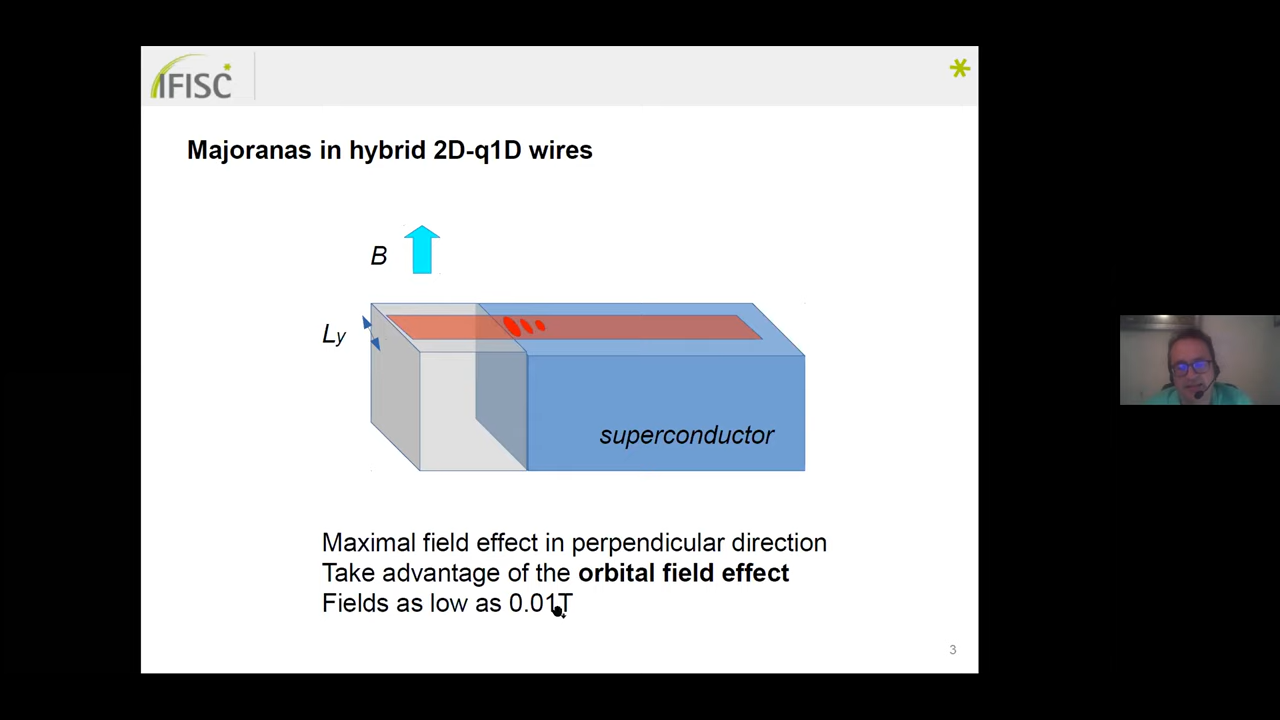 IFISC
Majoranas in hybrid 2D-q1D wires
B
Ly
superconductor
Maximal field effect in perpendicular direction
Take advantage of the orbital field effect
Fields as low as 0.01T
3